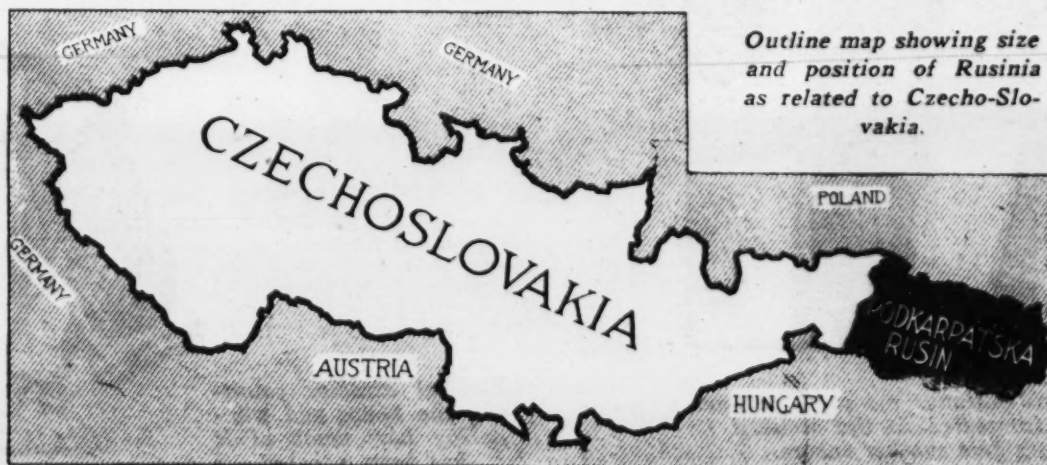 GERMANY
GERMANY
Outline map showing size
and position of Rusinia
as related to Czecho-Slo-
vakia.
CZECHOSLOVAKIA
POLAND
GERMANY
PODKARPATSKA
RUSIN
AUSTRIA
HUNGARY